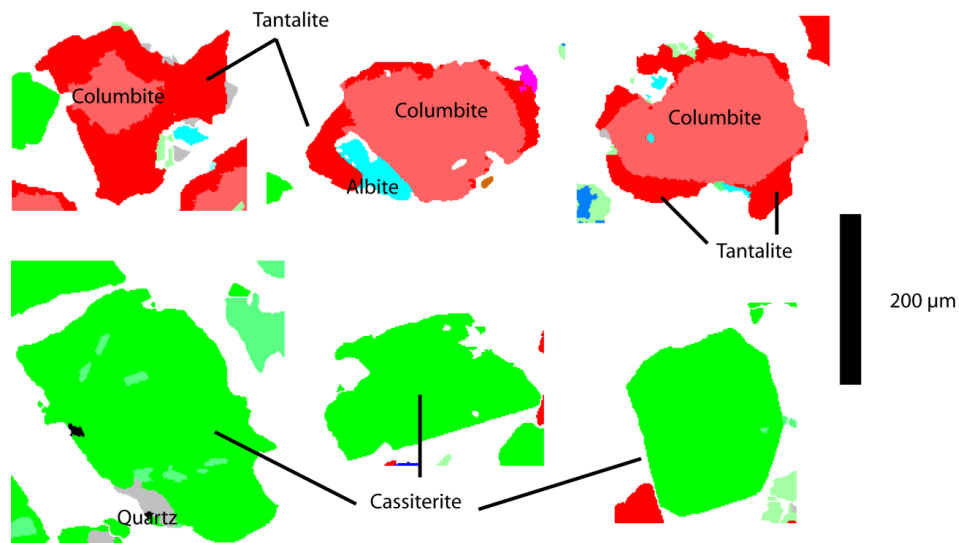 Tantalite
Columbite
Columbite
Columbite
Albite
Tantalite
200 µm
Cassiterite
Quartz